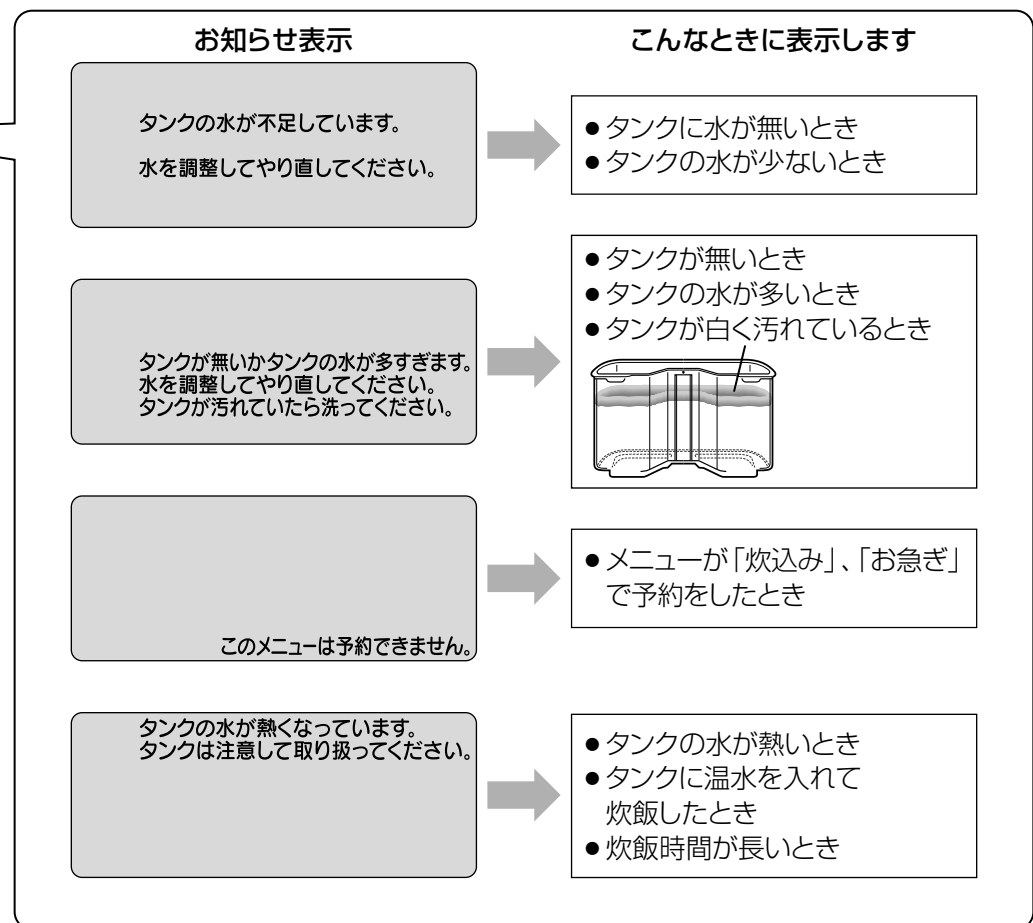 お知らせ表示
こんなときに表示します
タンクの水が不足しています。
水を調整してやり直してください。
●タンクに水が無いとき
●タンクの水が少ないとき
タンクが無いかタンクの水が多すぎます。
水を調整してやり直してください。
タンクが汚れていたら洗ってください。
●タンクが無いとき
●タンクの水が多いとき
●タンクが白く汚れているとき
このメニューは予約できません。
●メニューが「炊込み」、「お急ぎ」
で予約をしたとき
タンクの水が熱くなっています。
タンクは注意して取り扱ってください。
●タンクの水が熱いとき
●タンクに温水を入れて
炊飯したとき
●炊飯時間が長いとき